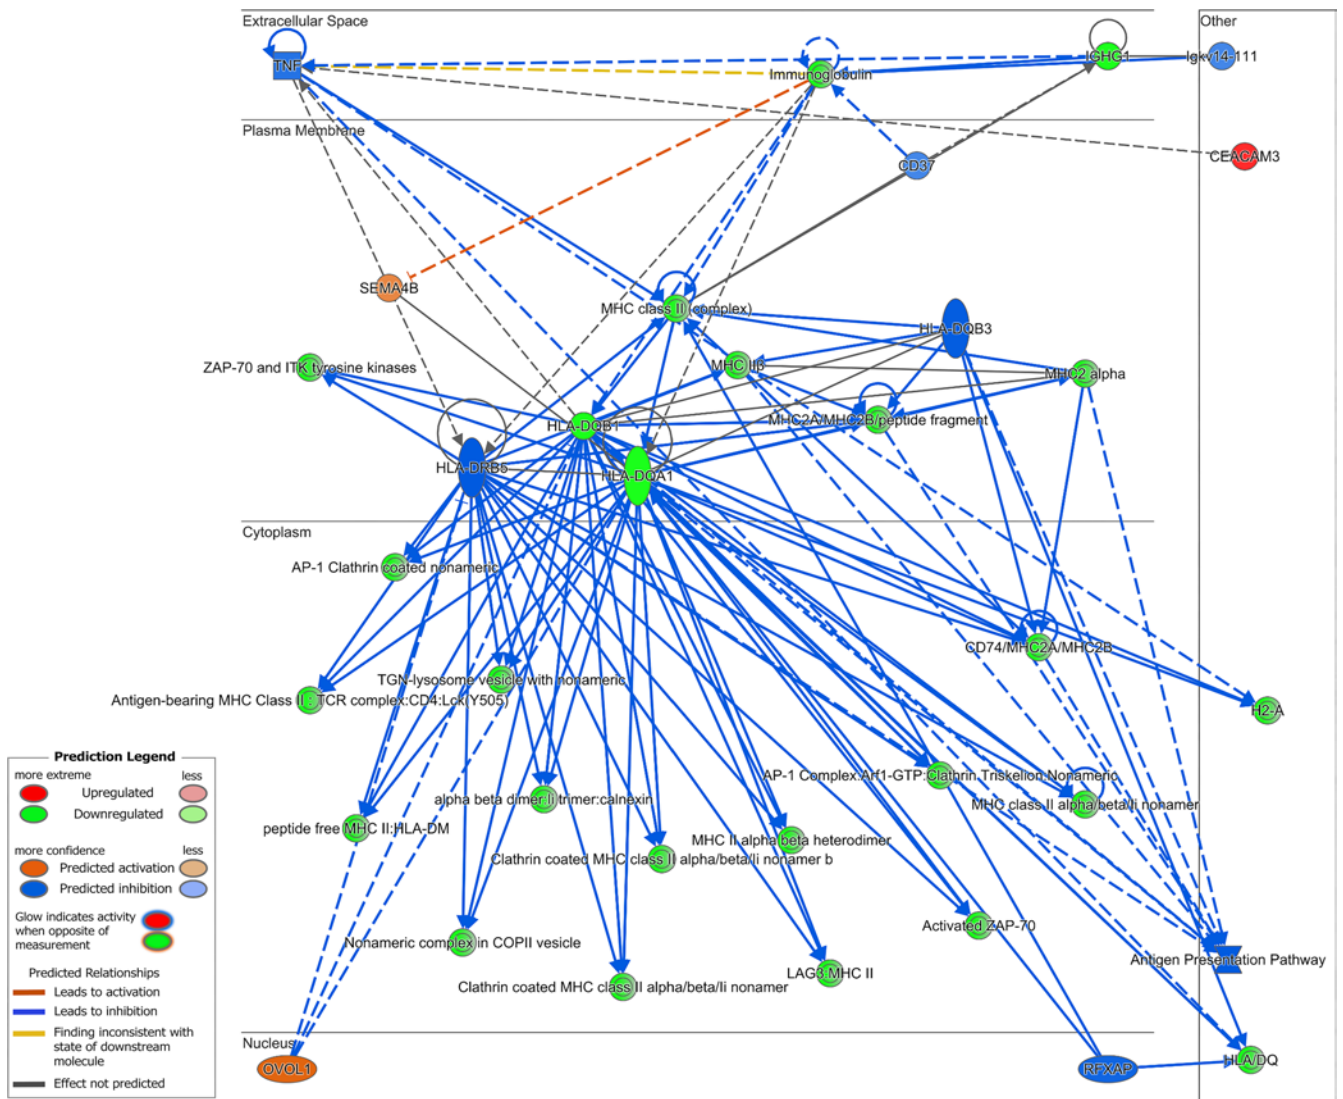 Extracellular Space
Other
TNF
Immunoglobulin
IGHG1
Igkv14-111
Plasma Membrane
CD37
CEACAM3
SEMA4B
MHC class II (complex)
HLA-DQB3
ZAP-70 and ITK tyrosine kinases
MHC IIβ
MHC2 alpha
HLA-DQB1
MHC2A/MHC2B/peptide fragment
HLA-DRB5
HLA-DQA1
Cytoplasm
AP-1 Clathrin coated nonameric
CD74/MHC2A/MHC2B
TGN-lysosome vesicle with nonameric
Antigen-bearing MHC Class II : TCR complex:CD4:Lck(Y505)
H2-A
AP-1 Complex:Arf1-GTP:Clathrin Triskelion:Nonameric
alpha beta dimer:Ii trimer:calnexin
MHC class II alpha/beta/Ii nonamer
peptide free MHC II:HLA-DM
MHC II alpha beta heterodimer
Clathrin coated MHC class II alpha/beta/Ii nonamer b
Activated ZAP-70
Nonameric complex in COPII vesicle
Antigen Presentation Pathway
LAG3:MHC II
Clathrin coated MHC class II alpha/beta/Ii nonamer
Nucleus
OVOL1
RFXAP
HLA/DQ
Prediction Legend
more extreme less
Upregulated
Downregulated
more confidence less
Predicted activation
Predicted inhibition
Glow indicates activity
when opposite of
measurement
Predicted Relationships
Leads to activation
Leads to inhibition
Finding inconsistent with
state of downstream
molecule
Effect not predicted